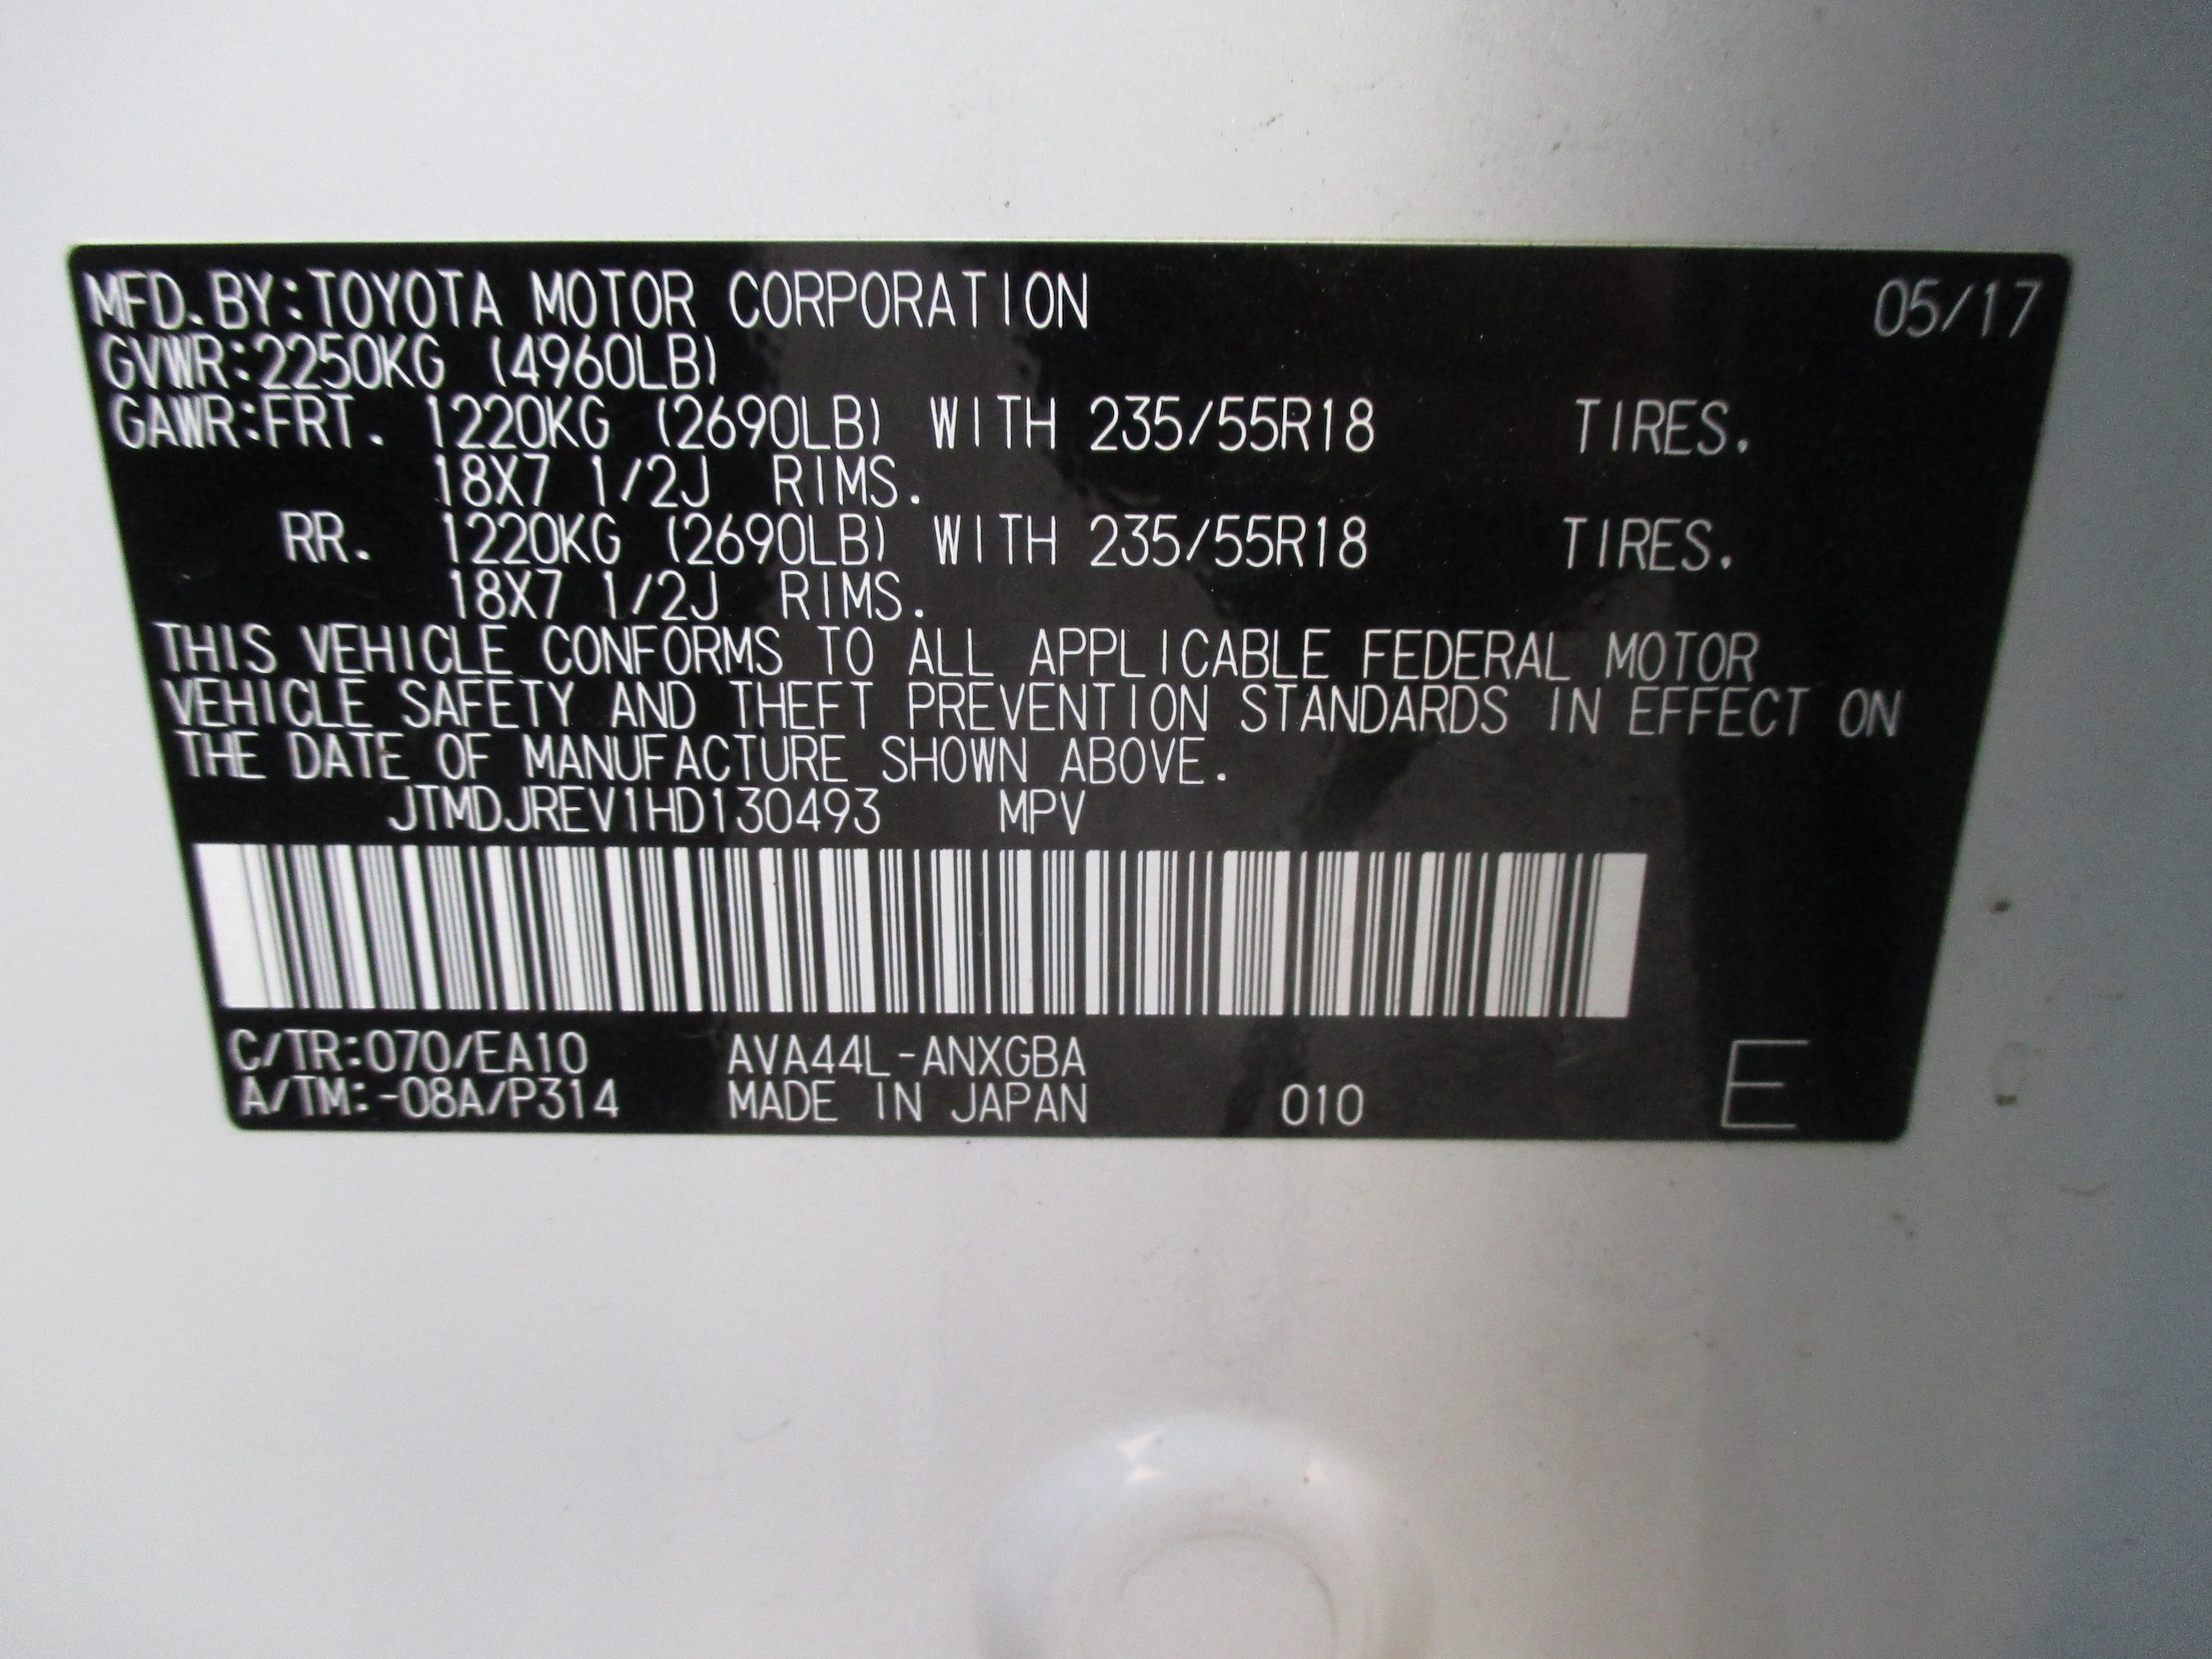 MFD.BY:TOYOTA MOTOR CORPORATION 05/17
GVWR:2250KG (4960LB)
GAWR:FRT. 1220KG (2690LB) WITH 235/55R18 TIRES.
18X7 1/2J RIMS.
RR. 1220KG (2690LB) WITH 235/55R18 TIRES.
18X7 1/2J RIMS.
THIS VEHICLE CONFORMS TO ALL APPLICABLE FEDERAL MOTOR
VEHICLE SAFETY AND THEFT PREVENTION STANDARDS IN EFFECT ON
THE DATE OF MANUFACTURE SHOWN ABOVE.
JTMDJREV1HD130493 MPV
C/TR:070/EA10 AVA44L-ANXGBA
A/TM:-08A/P314 MADE IN JAPAN 010 E